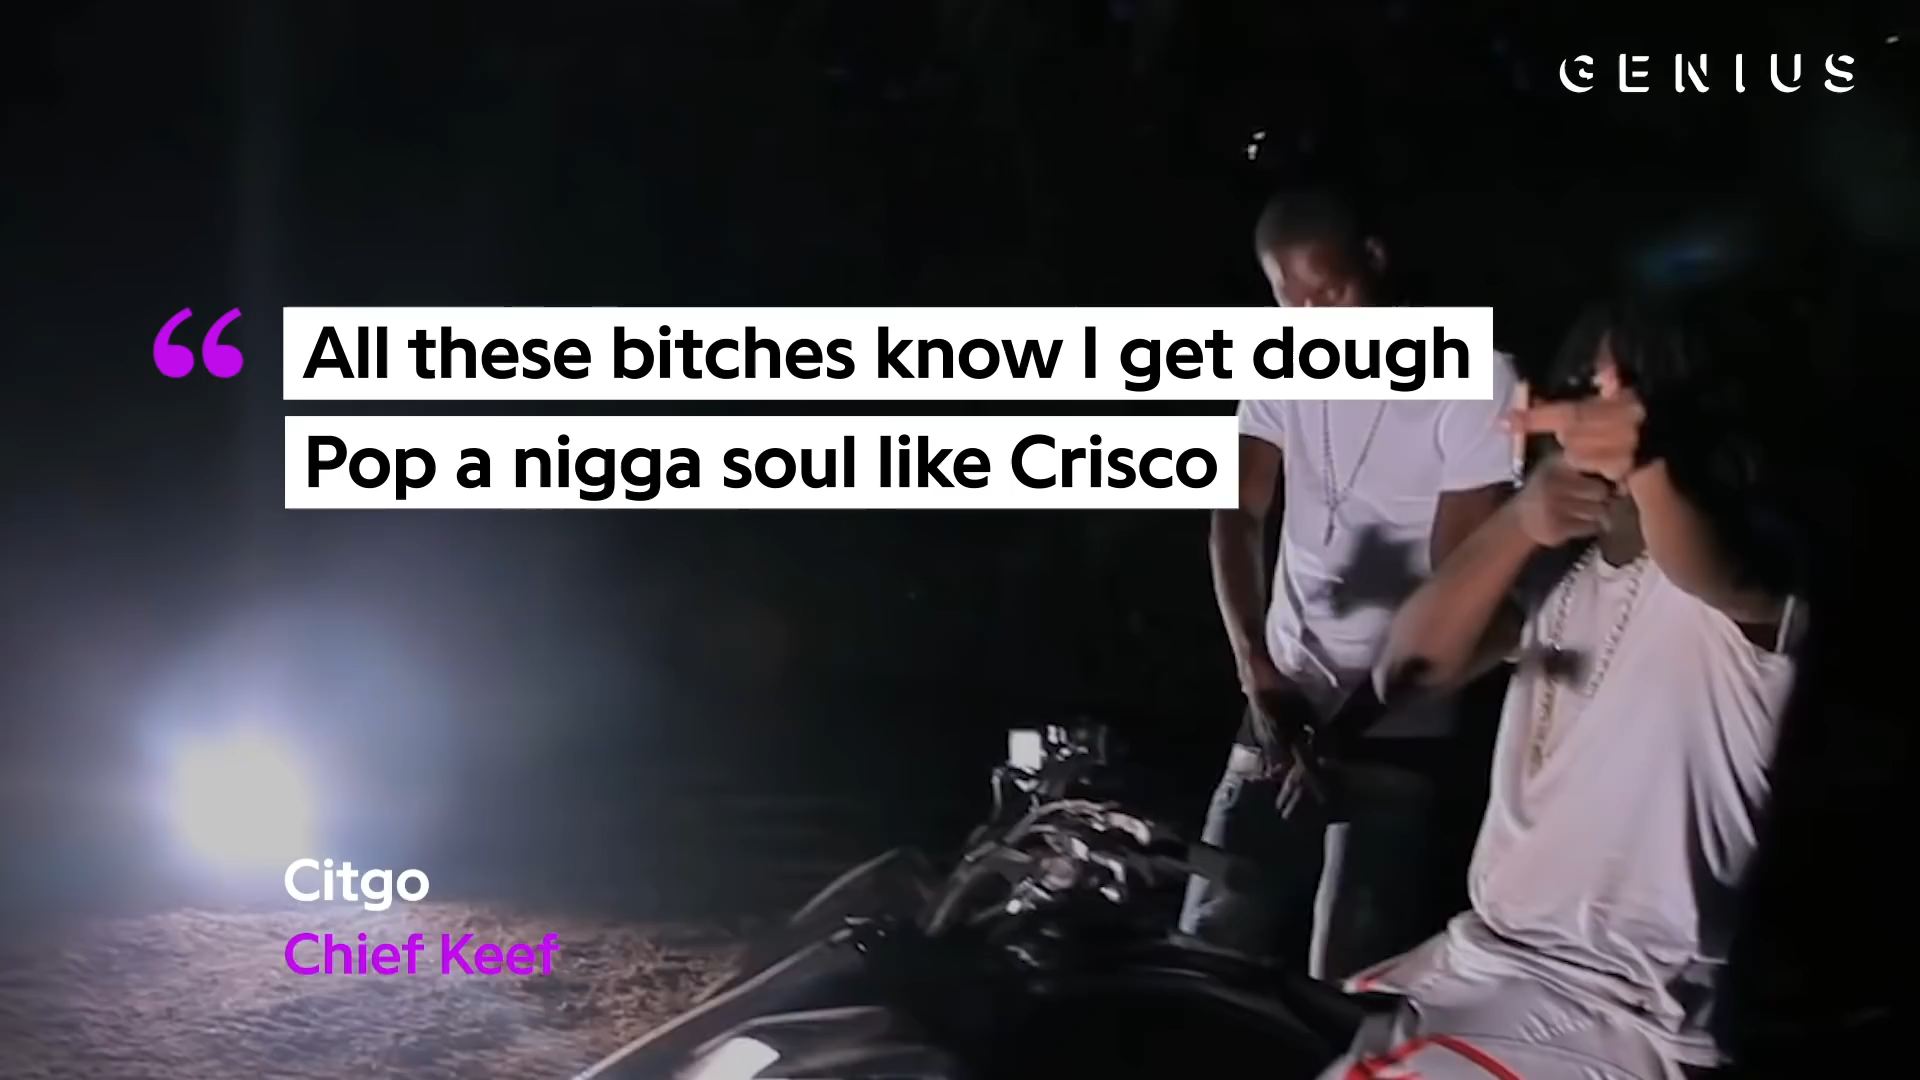 GENIUS
“All these bitches know I get dough
Pop a nigga soul like Crisco
Citgo
Chief Keef